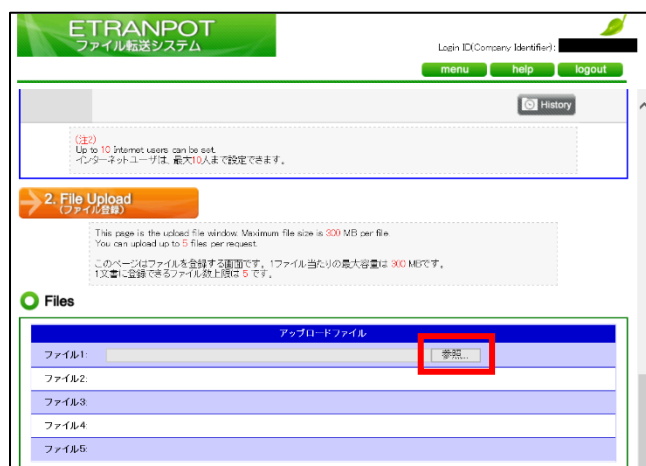 ETRANPOT
ファイル転送システム
Login ID(Company Identifier):
menu help logout
History
(注2)
Up to 10 Internet users can be set.
インターネットユーザは、最大10人まで設定できます。
2. File Upload
(ファイル登録)
This page is the upload file window. Maximum file size is 300 MB per file.
You can upload up to 5 files per request.
このページはファイルを登録する画面です。1ファイル当たりの最大容量は 300 MBです。
1文書に登録できるファイル数上限は 5 です。
Files
アップロードファイル
ファイル1: 参照...
ファイル2:
ファイル3:
ファイル4:
ファイル5: